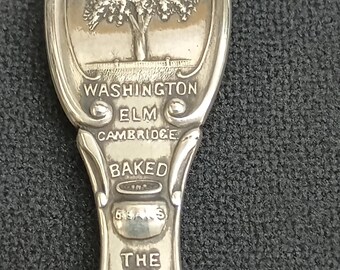 WASHINGTON
ELM
CAMBRIDGE
BAKED
BEANS
THE